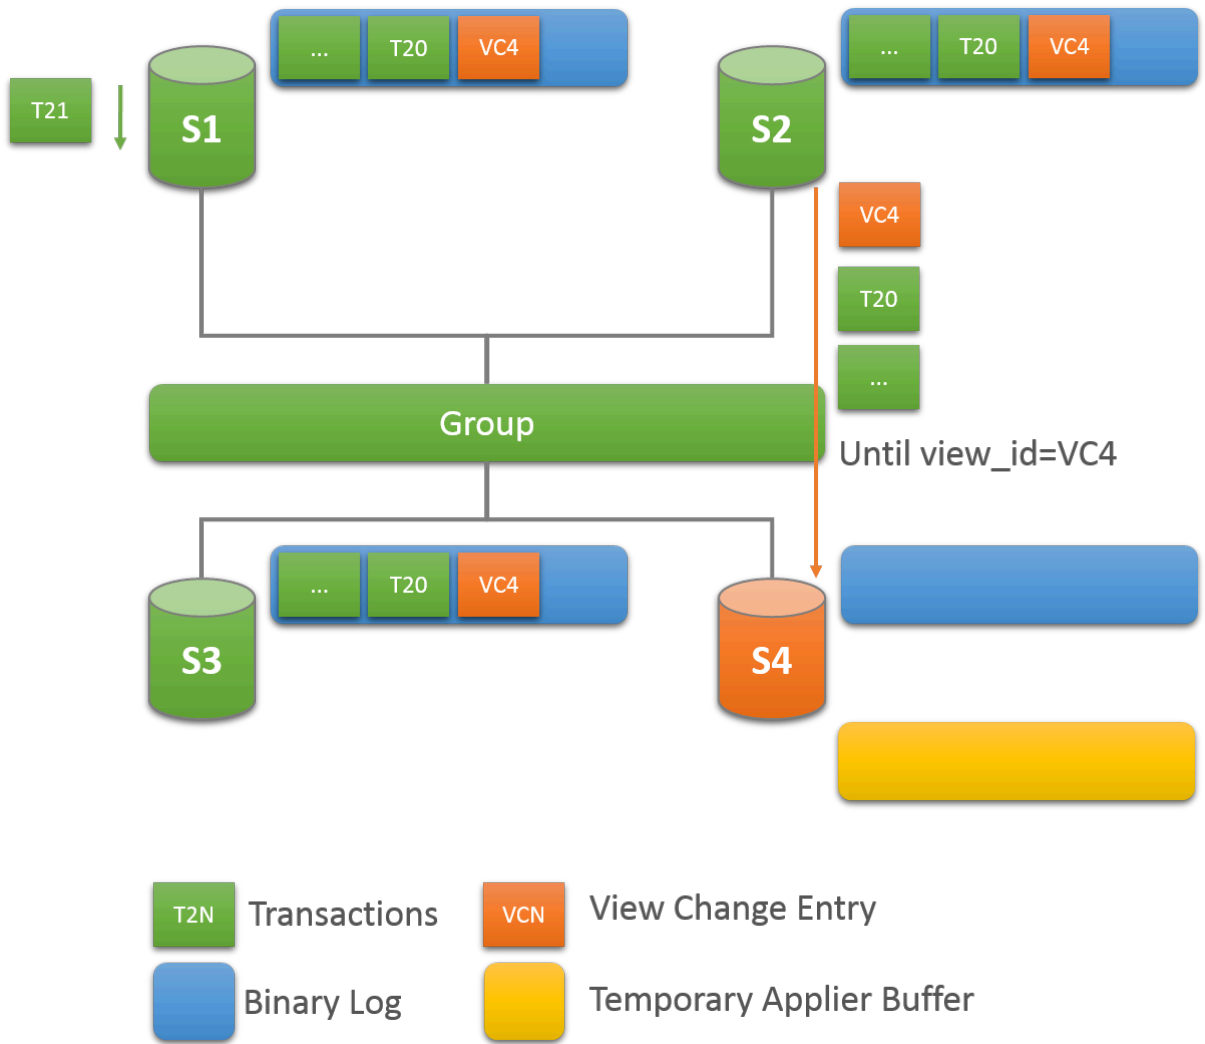 ... T20 VC4
... T20 VC4
T21
S1
S2
VC4
T20
...
Group
Until view_id=VC4
... T20 VC4
S3
S4
T2N Transactions
VCN View Change Entry
Binary Log
Temporary Applier Buffer